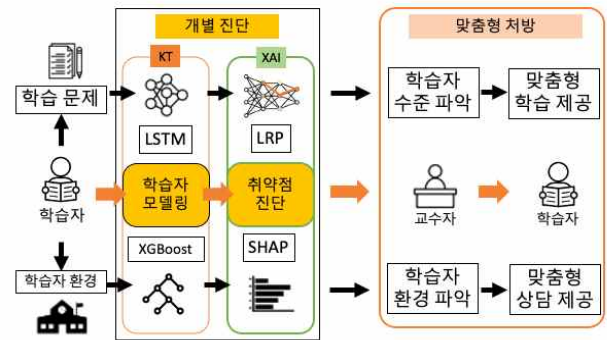 개별 진단
맞춤형 처방
KT
XAI
학습 문제
LSTM
LRP
학습자
수준 파악
맞춤형
학습 제공
학습자
학습자
모델링
취약점
진단
교수자
학습자
XGBoost
SHAP
학습자 환경
학습자
환경 파악
맞춤형
상담 제공